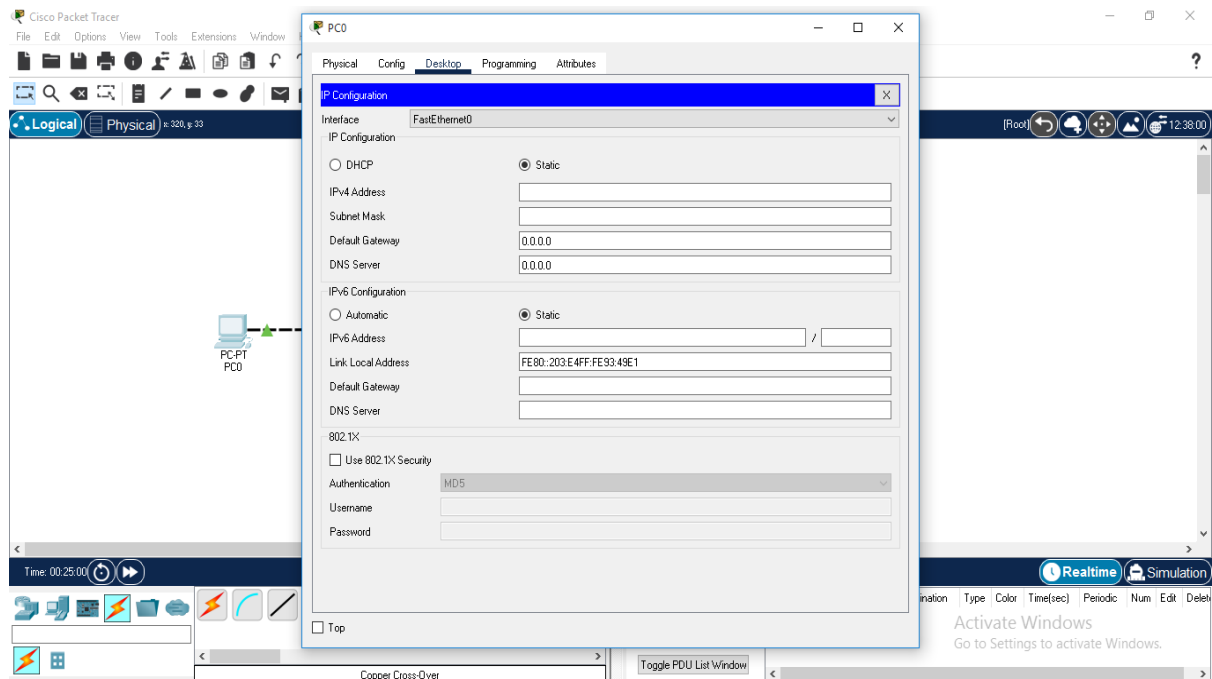 Cisco Packet Tracer
File Edit Options View Tools Extensions Window
PC0
Physical Config Desktop Programming Attributes
IP Configuration X
Interface FastEthernet0
IP Configuration
DHCP Static
IPv4 Address
Subnet Mask
Default Gateway 0.0.0.0
DNS Server 0.0.0.0
IPv6 Configuration
Automatic Static
IPv6 Address /
Link Local Address FE80::203:E4FF:FE93:49E1
Default Gateway
DNS Server
802.1X
Use 802.1X Security
Authentication MD5
Username
Password
Top
Logical Physical x: 320, y: 33
[Root] 12:38:00
PC-PT
PC0
Time: 00:25:00
Realtime Simulation
ination Type Color Time(sec) Periodic Num Edit Delet
Activate Windows
Go to Settings to activate Windows.
Toggle PDU List Window
Copper Cross-Over